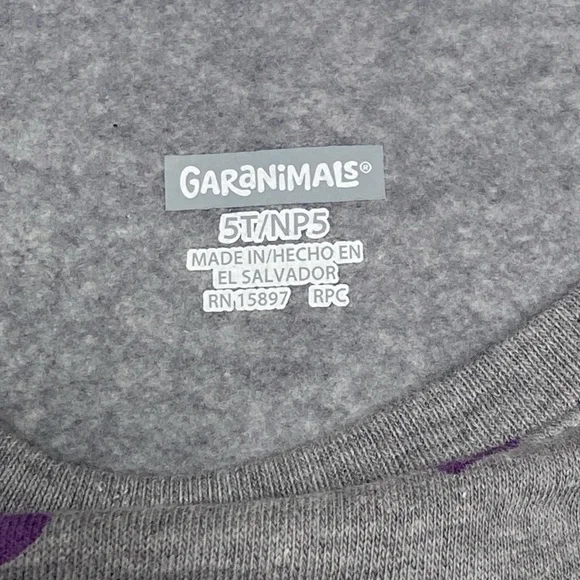 GARANIMALS®
5T/NP5
MADE IN/HECHO EN
EL SALVADOR
RN 15897 RPC